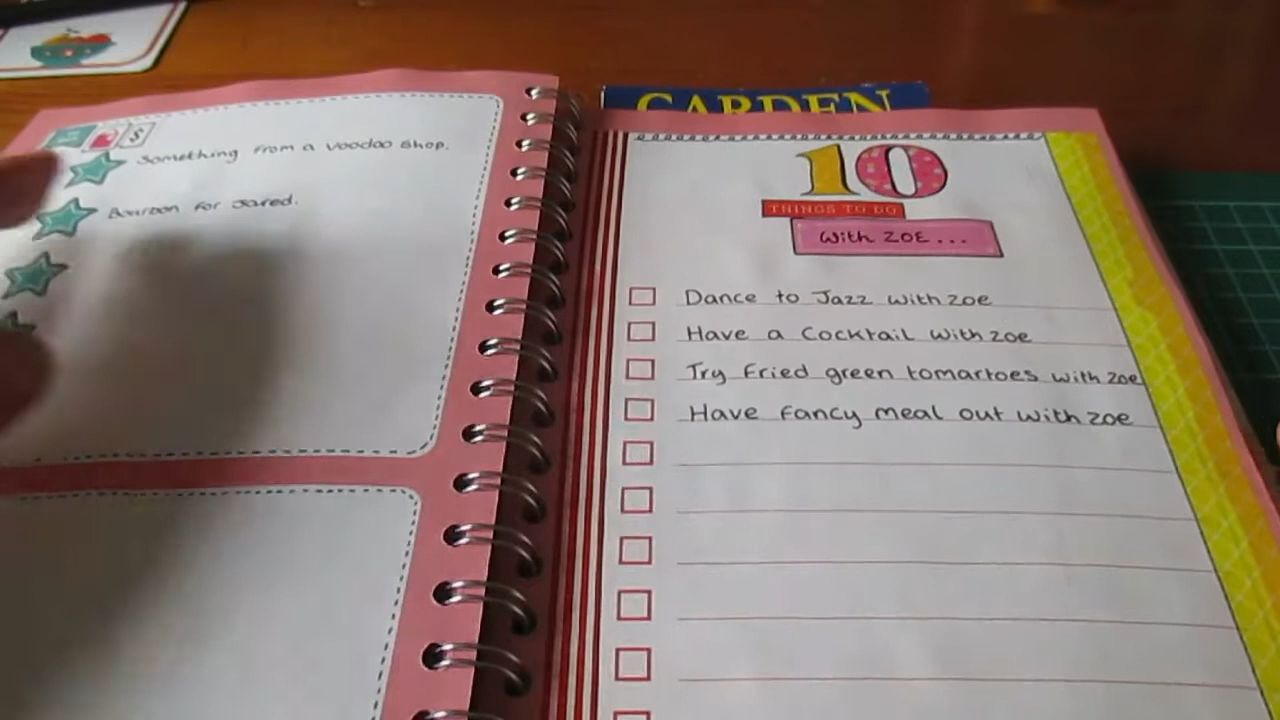 $
Something from a Voodoo Shop.
Bourbon for Jared.
GARDEN
10
THINGS TO DO
With ZOE...
Dance to Jazz with zoe
Have a Cocktail with zoe
Try Fried green tomartoes with zoe
Have Fancy meal out with zoe